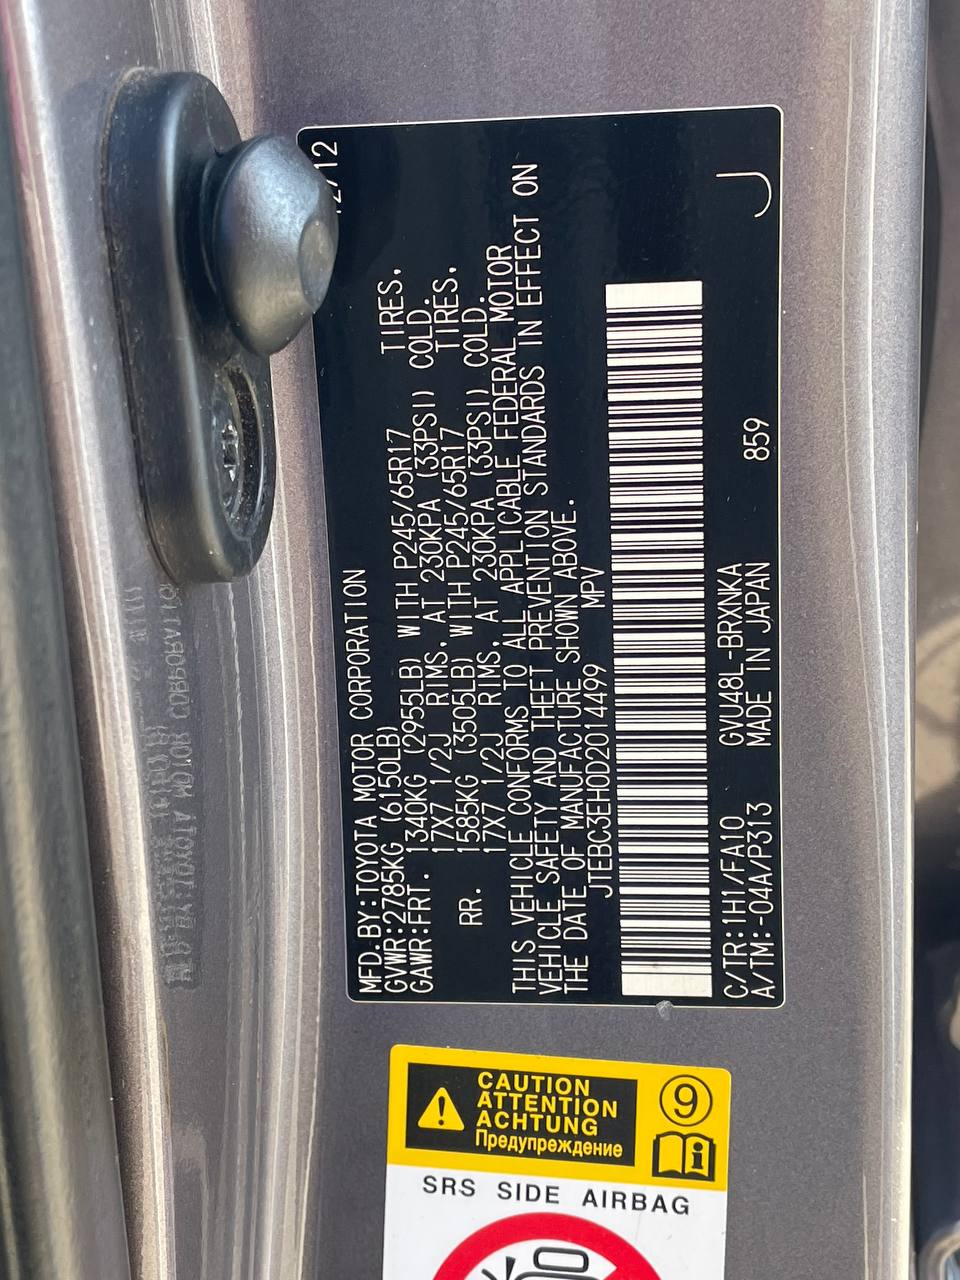 12/12
MFD.BY:TOYOTA MOTOR CORPORATION
GVWR:2785KG (6150LB)
GAWR:FRT. 1340KG (2955LB) WITH P245/65R17 TIRES.
17X7 1/2J RIMS, AT 230KPA (33PSI) COLD.
RR. 1585KG (3505LB) WITH P245/65R17 TIRES.
17X7 1/2J RIMS, AT 230KPA (33PSI) COLD.
THIS VEHICLE CONFORMS TO ALL APPLICABLE FEDERAL MOTOR
VEHICLE SAFETY AND THEFT PREVENTION STANDARDS IN EFFECT ON
THE DATE OF MANUFACTURE SHOWN ABOVE.
JTEBC3EH0D2014499 MPV
C/TR:1H1/FA10 GVU48L-BRXNKA
A/TM:-04A/P313 MADE IN JAPAN 859
J
CAUTION
ATTENTION
ACHTUNG
Предупреждение
9
i
SRS SIDE AIRBAG